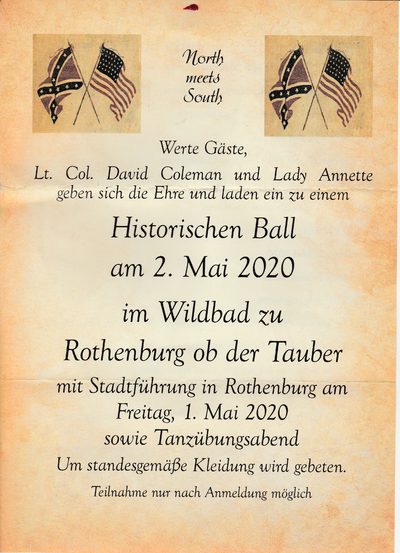 North
meets
South
Werte Gäste,
Lt. Col. David Coleman und Lady Annette
geben sich die Ehre und laden ein zu einem
Historischen Ball
am 2. Mai 2020
im Wildbad zu
Rothenburg ob der Tauber
mit Stadtführung in Rothenburg am
Freitag, 1. Mai 2020
sowie Tanzübungsabend
Um standesgemäße Kleidung wird gebeten.
Teilnahme nur nach Anmeldung möglich